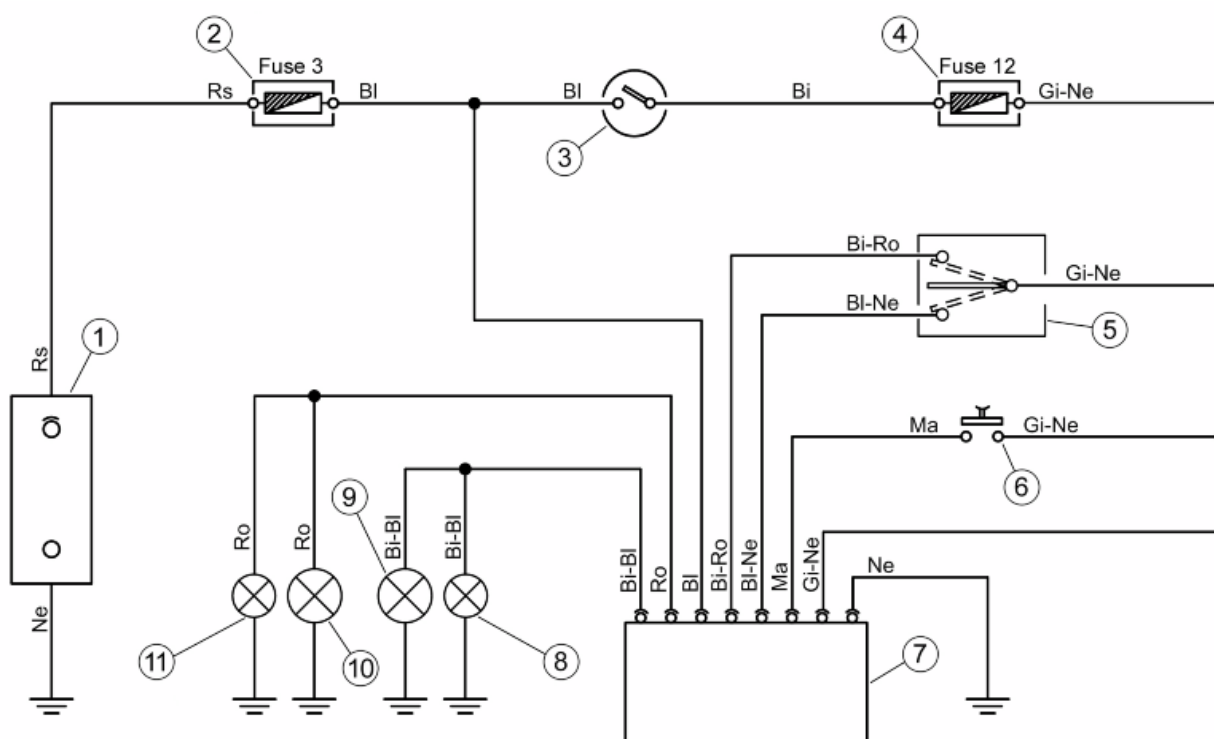 2
4
Fuse 3
Fuse 12
Rs
Bl
Bl
Bi
Gi-Ne
3
Bi-Ro
Gi-Ne
Bl-Ne
5
1
Rs
Ma
Gi-Ne
6
9
Ro
Ro
Bi-Bl
Bi-Bl
Bi-Bl
Ro
Bl
Bi-Ro
Bl-Ne
Ma
Gi-Ne
Ne
Ne
11
10
8
7